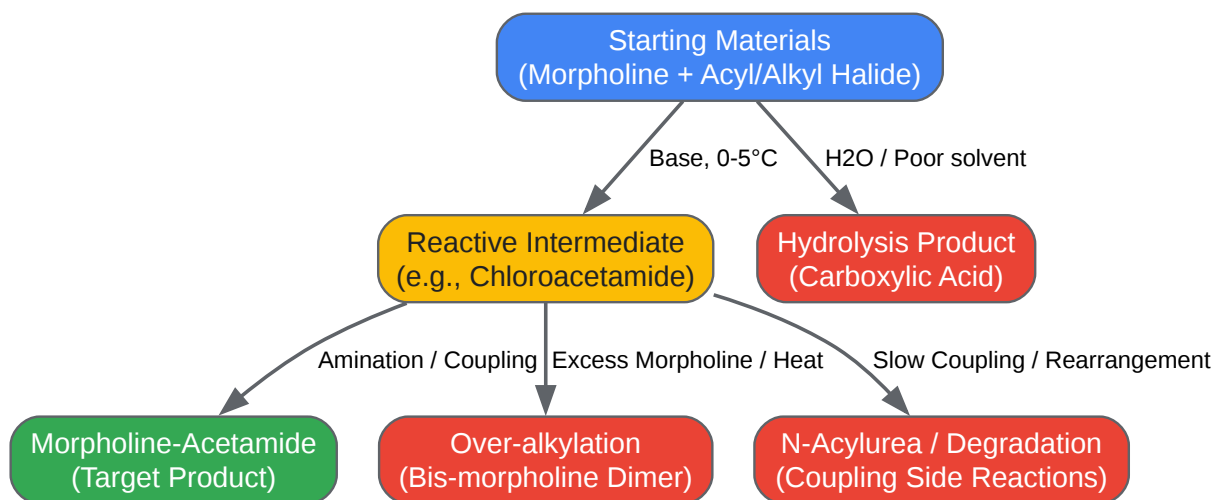 Starting Materials
(Morpholine + Acyl/Alkyl Halide)
Base, 0-5°C
H2O / Poor solvent
Reactive Intermediate
(e.g., Chloroacetamide)
Hydrolysis Product
(Carboxylic Acid)
Amination / Coupling
Excess Morpholine / Heat
Slow Coupling / Rearrangement
Morpholine-Acetamide
(Target Product)
Over-alkylation
(Bis-morpholine Dimer)
N-Acylurea / Degradation
(Coupling Side Reactions)